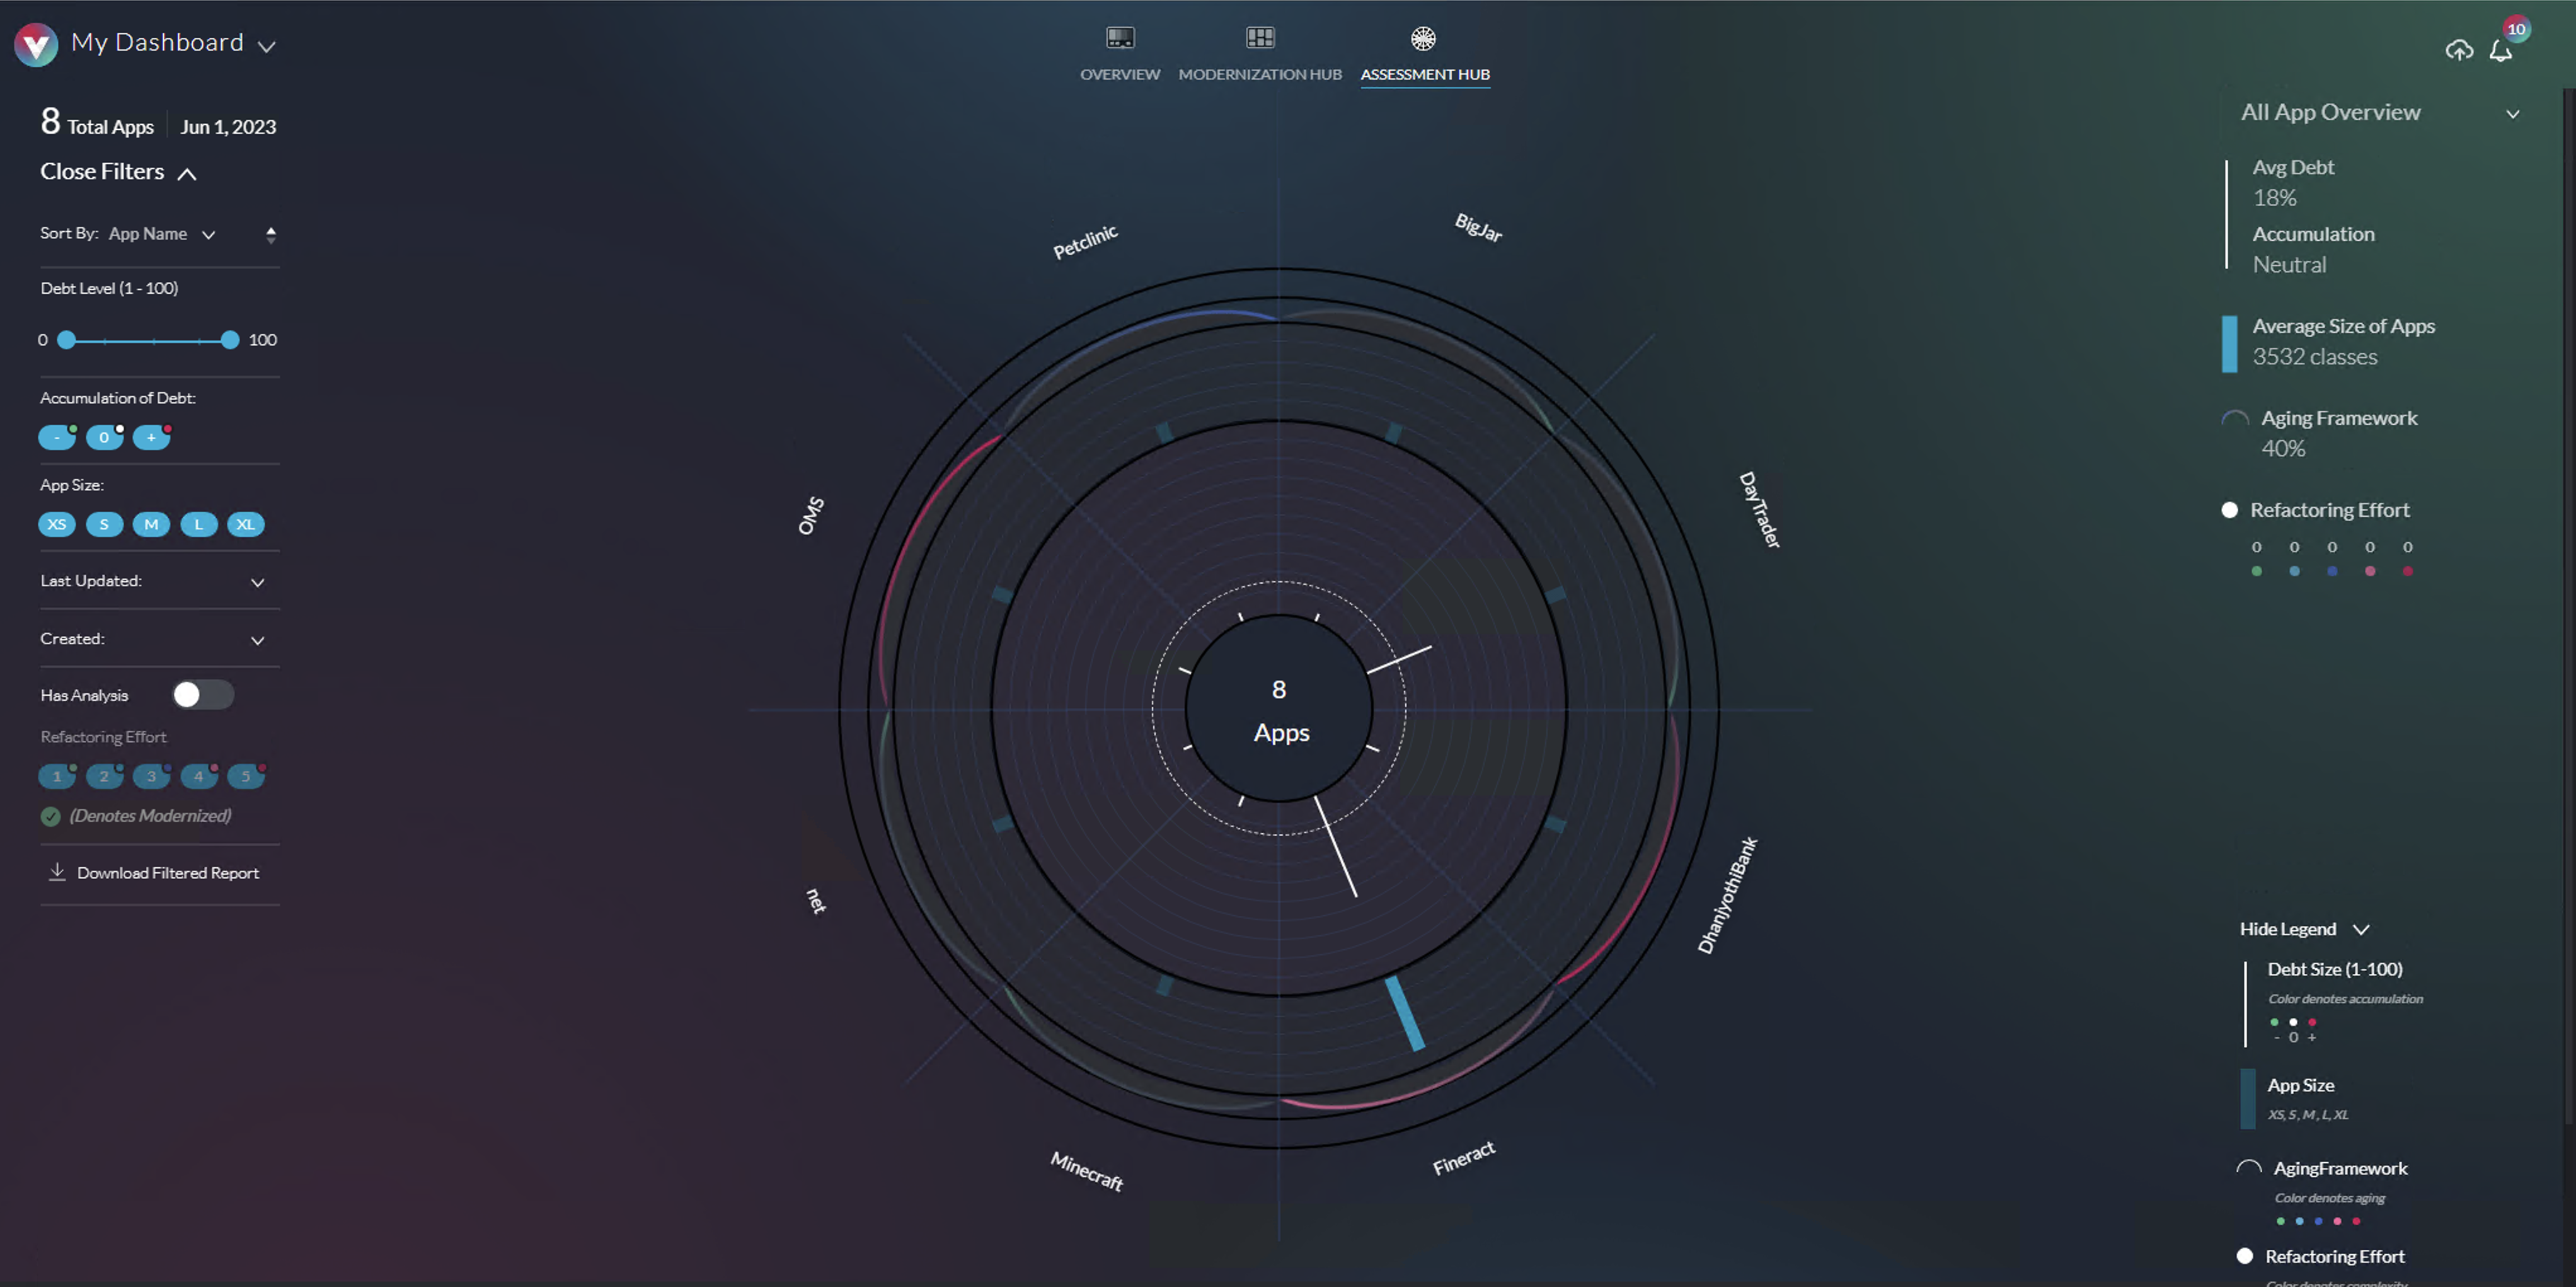 My Dashboard
OVERVIEW
MODERNIZATION HUB
ASSESSMENT HUB
10
8 Total Apps
Jun 1, 2023
Close Filters
Sort By: App Name
Debt Level (1 - 100)
0
100
Accumulation of Debt:
- 0 +
App Size:
XS S M L XL
Last Updated:
Created:
Has Analysis
Refactoring Effort
1 2 3 4 5
(Denotes Modernized)
Download Filtered Report
Petclinic
BigJar
OMS
DayTrader
8
Apps
net
DhanjyothiBank
Minecraft
Fineract
All App Overview
Avg Debt
18%
Accumulation
Neutral
Average Size of Apps
3532 classes
Aging Framework
40%
Refactoring Effort
0 0 0 0 0
Hide Legend
Debt Size (1-100)
Color denotes accumulation
- 0 +
App Size
XS, S, M, L, XL
AgingFramework
Color denotes aging
Refactoring Effort
Color denotes complexity